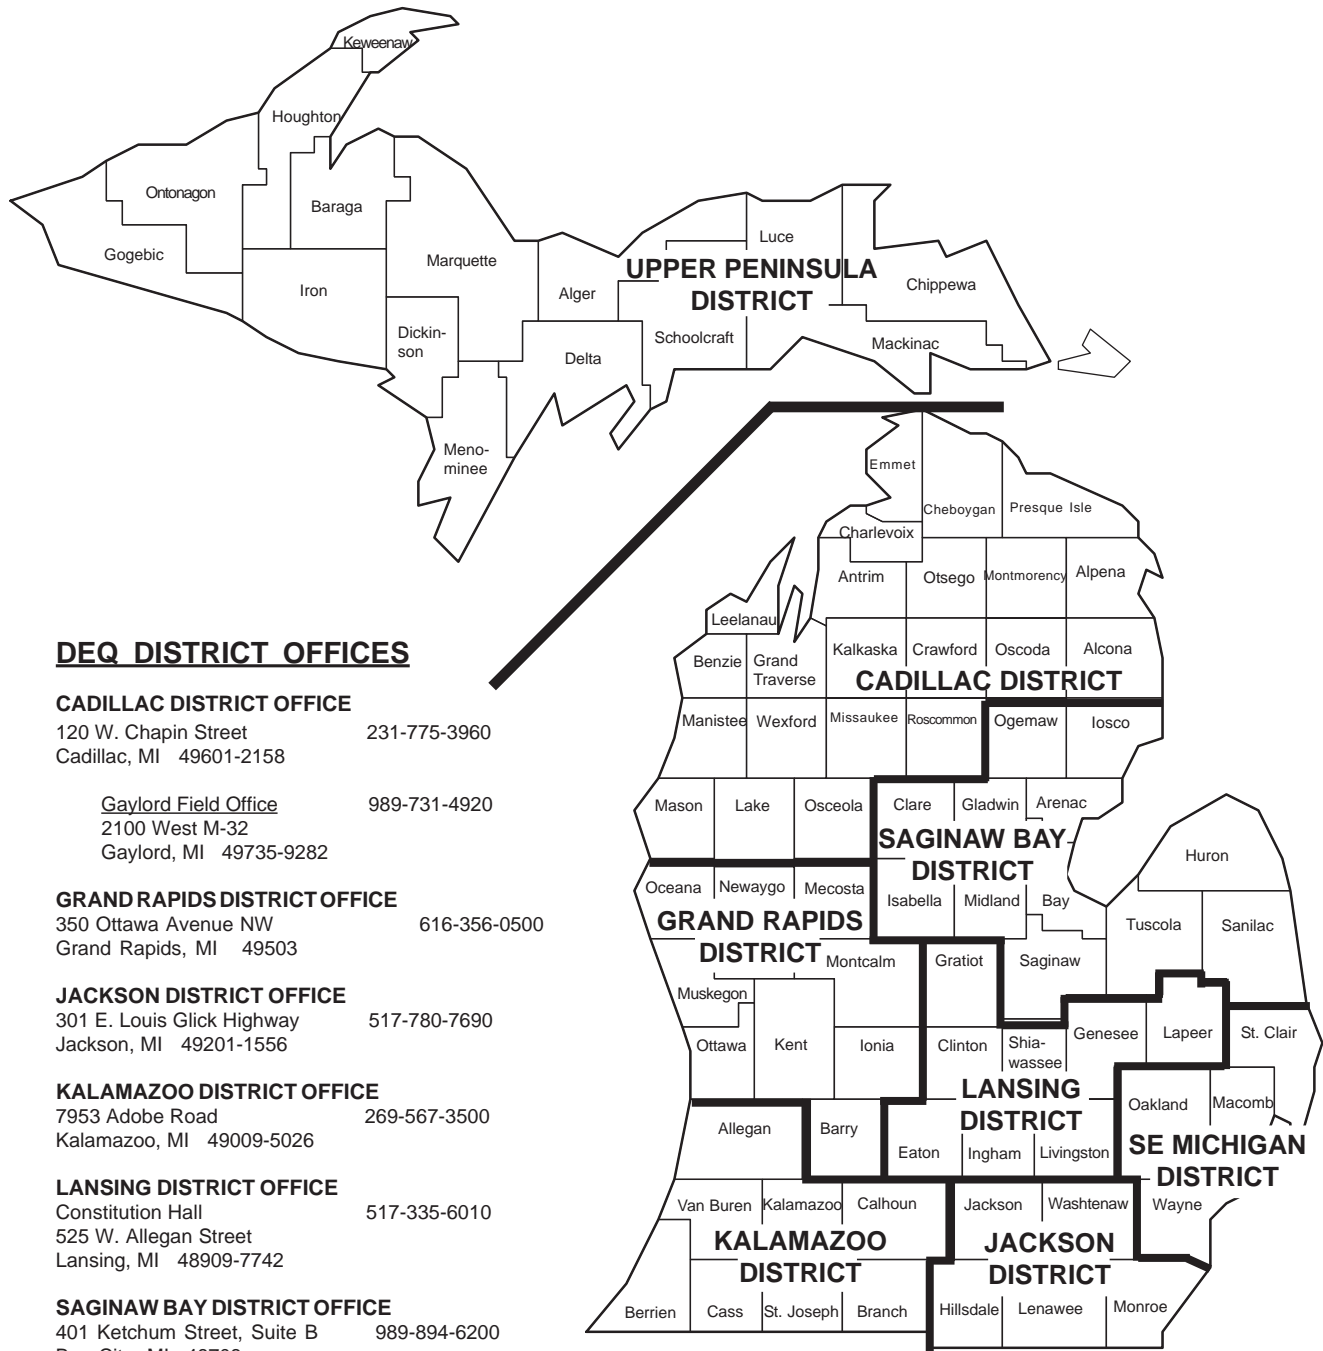 Keweenaw
Houghton
Ontonagon
Baraga
Gogebic
Marquette
Luce
Iron
Alger
UPPER PENINSULA
DISTRICT
Chippewa
Dickin-
son
Schoolcraft
Mackinac
Delta
Meno-
minee
Emmet
Cheboygan
Presque Isle
Charlevoix
Antrim
Otsego
Montmorency
Alpena
Leelanau
Benzie
Grand
Traverse
Kalkaska
Crawford
Oscoda
Alcona
CADILLAC DISTRICT
Manistee
Wexford
Missaukee
Roscommon
Ogemaw
Iosco
Mason
Lake
Osceola
Clare
Gladwin
Arenac
SAGINAW BAY
DISTRICT
Huron
Oceana
Newaygo
Mecosta
Isabella
Midland
Bay
Tuscola
Sanilac
GRAND RAPIDS
DISTRICT
Montcalm
Gratiot
Saginaw
Muskegon
Ottawa
Kent
Ionia
Clinton
Shia-
wassee
Genesee
Lapeer
St. Clair
LANSING
DISTRICT
Oakland
Macomb
Allegan
Barry
Eaton
Ingham
Livingston
SE MICHIGAN
DISTRICT
Van Buren
Kalamazoo
Calhoun
Jackson
Washtenaw
Wayne
KALAMAZOO
DISTRICT
JACKSON
DISTRICT
Berrien
Cass
St. Joseph
Branch
Hillsdale
Lenawee
Monroe
DEQ DISTRICT OFFICES
CADILLAC DISTRICT OFFICE
120 W. Chapin Street 231-775-3960
Cadillac, MI 49601-2158
Gaylord Field Office 989-731-4920
2100 West M-32
Gaylord, MI 49735-9282
GRAND RAPIDS DISTRICT OFFICE
350 Ottawa Avenue NW 616-356-0500
Grand Rapids, MI 49503
JACKSON DISTRICT OFFICE
301 E. Louis Glick Highway 517-780-7690
Jackson, MI 49201-1556
KALAMAZOO DISTRICT OFFICE
7953 Adobe Road 269-567-3500
Kalamazoo, MI 49009-5026
LANSING DISTRICT OFFICE
Constitution Hall 517-335-6010
525 W. Allegan Street
Lansing, MI 48909-7742
SAGINAW BAY DISTRICT OFFICE
401 Ketchum Street, Suite B 989-894-6200